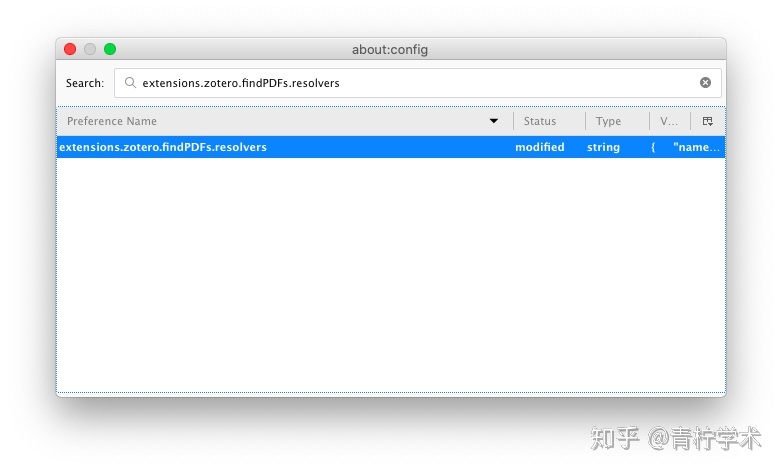 about:config
Search: extensions.zotero.findPDFs.resolvers
Preference Name Status Type V...
extensions.zotero.findPDFs.resolvers modified string { "name...
知乎 @青柠学术